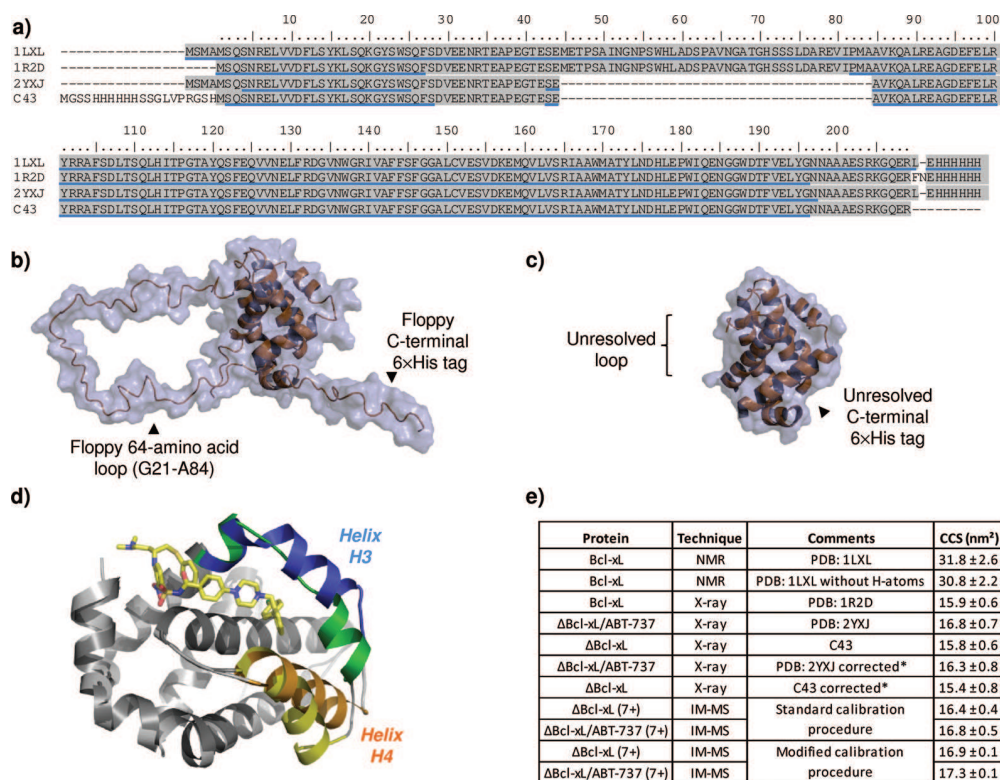 a)
10 20 30 40 50 60 70 80 90 100
1LXL ----------------MSMAMSQSNRELVVDFLSYKLSQKGYSWSQFSDVEENRTEAPEGTESEMETPSAINGNPSWHLADSPAVNGATGHSSSLDAREVIPMAAVKQALREAGDEFELR
1R2D --------------------MSQSNRELVVDFLSYKLSQKGYSWSQFSDVEENRTEAPEGTESEMETPSAINGNPSWHLADSPAVNGATGHSSSLDAREVIPMAAVKQALREAGDEFELR
2YXJ ----------------MSMAMSQSNRELVVDFLSYKLSQKGYSWSQFSDVEENRTEAPEGTESE----------------------------------------AVKQALREAGDEFELR
C43 MGSSHHHHHHSSGLVPRGSHMSQSNRELVVDFLSYKLSQKGYSWSQFSDVEENRTEAPEGTESE----------------------------------------AVKQALREAGDEFELR
110 120 130 140 150 160 170 180 190 200
1LXL YRRAFSDLTSQLHITPGTAYQSFEQVVNELFRDGVNWGRIVAFFSFGGALCVESVDKEMQVLVSRIAAWMATYLNDHLEPWIQENGGWDTFVELYGNNAAAESRKGQERL-EHHHHHH
1R2D YRRAFSDLTSQLHITPGTAYQSFEQVVNELFRDGVNWGRIVAFFSFGGALCVESVDKEMQVLVSRIAAWMATYLNDHLEPWIQENGGWDTFVELYGNNAAAESRKGQERFNEHHHHHH
2YXJ YRRAFSDLTSQLHITPGTAYQSFEQVVNELFRDGVNWGRIVAFFSFGGALCVESVDKEMQVLVSRIAAWMATYLNDHLEPWIQENGGWDTFVELYGNNAAAESRKGQERL-EHHHHHH
C43 YRRAFSDLTSQLHITPGTAYQSFEQVVNELFRDGVNWGRIVAFFSFGGALCVESVDKEMQVLVSRIAAWMATYLNDHLEPWIQENGGWDTFVELYGNNAAAESRKGQER---------
b)
Floppy
C-terminal
6×His tag
Floppy 64-amino acid
loop (G21-A84)
c)
Unresolved
loop
Unresolved
C-terminal
6×His tag
d)
Helix
H3
Helix
H4
e)
Protein Technique Comments CCS (nm²)
Bcl-xL NMR PDB: 1LXL 31.8 ± 2.6
Bcl-xL NMR PDB: 1LXL without H-atoms 30.8 ± 2.2
Bcl-xL X-ray PDB: 1R2D 15.9 ± 0.6
ΔBcl-xL/ABT-737 X-ray PDB: 2YXJ 16.8 ± 0.7
ΔBcl-xL X-ray C43 15.8 ± 0.6
ΔBcl-xL/ABT-737 X-ray PDB: 2YXJ corrected* 16.3 ± 0.8
ΔBcl-xL X-ray C43 corrected* 15.4 ± 0.8
ΔBcl-xL (7+) IM-MS Standard calibration 16.4 ± 0.4
ΔBcl-xL/ABT-737 (7+) IM-MS procedure 16.8 ± 0.5
ΔBcl-xL (7+) IM-MS Modified calibration 16.9 ± 0.1
ΔBcl-xL/ABT-737 (7+) IM-MS procedure 17.3 ± 0.1